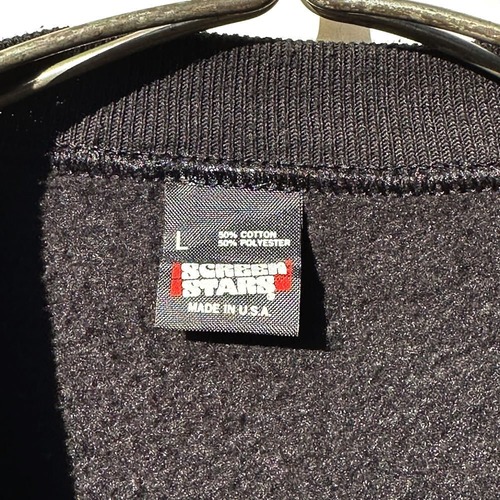 L
50% COTTON
50% POLYESTER
SCREEN
STARS
MADE IN U.S.A.